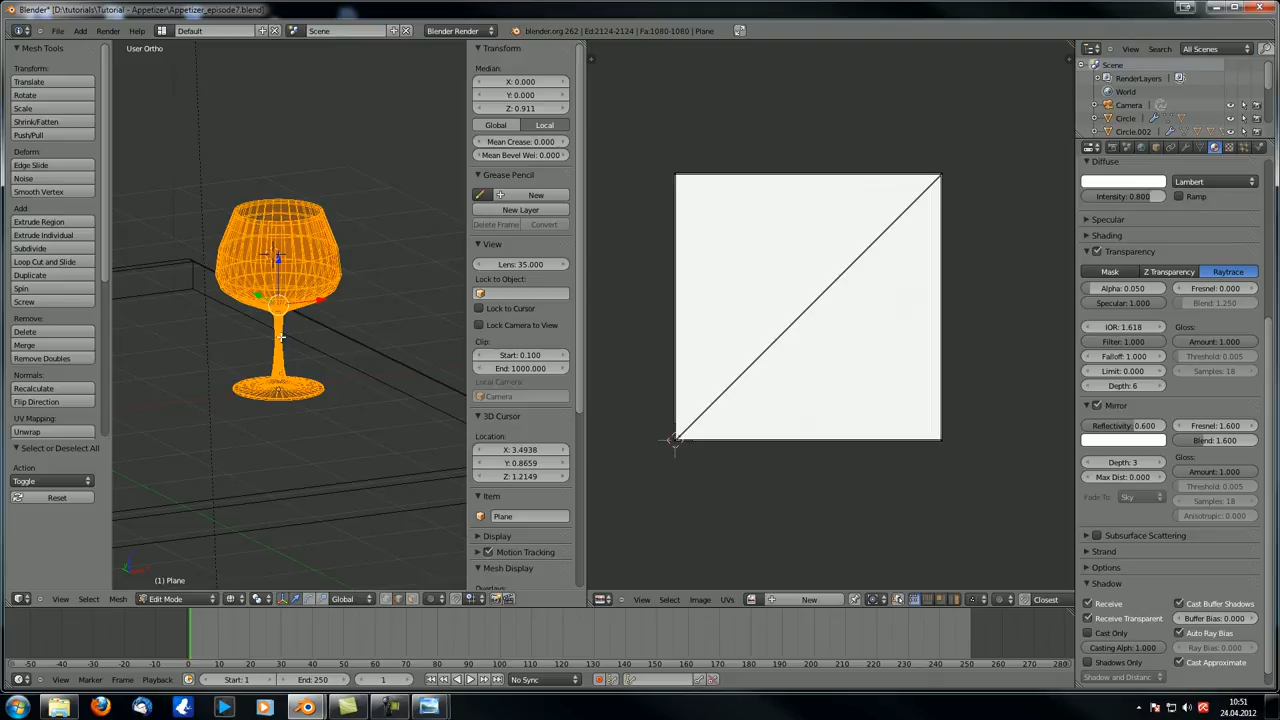 Blender* [D:\tutorials\Tutorial - Appetizer\Appetizer_episode7.blend]
File Add Render Help Default Scene Blender Render blender.org 262 | Ve:1046-1046 | Ed:2124-2124 | Fa:1080-1080 | Plane
View Search All Scenes
Mesh Tools
Transform:
Translate
Rotate
Scale
Shrink/Fatten
Push/Pull
Deform:
Edge Slide
Noise
Smooth Vertex
Add:
Extrude Region
Extrude Individual
Subdivide
Loop Cut and Slide
Duplicate
Spin
Screw
Remove:
Delete
Merge
Remove Doubles
Normals:
Recalculate
Flip Direction
UV Mapping:
Unwrap
Select or Deselect All
Action
Toggle
Reset
User Ortho
(1) Plane
Transform
Median:
X: 0.000
Y: 0.000
Z: 0.911
Global Local
Mean Crease: 0.000
Mean Bevel Wei: 0.000
Grease Pencil
New
New Layer
Delete Frame Convert
View
Lens: 35.000
Lock to Object:
Lock to Cursor
Lock Camera to View
Clip:
Start: 0.100
End: 1000.000
Local Camera:
Camera
3D Cursor
Location:
X: 3.4938
Y: 0.8659
Z: 1.2149
Item
Plane
Display
Motion Tracking
Mesh Display
Overlays:
Scene
RenderLayers
World
Camera
Circle
Circle.002
Diffuse
Lambert
Intensity: 0.800 Ramp
Specular
Shading
Transparency
Mask Z Transparency Raytrace
Alpha: 0.050 Fresnel: 0.000
Specular: 1.000 Blend: 1.250
IOR: 1.618 Gloss:
Filter: 1.000 Amount: 1.000
Falloff: 1.000 Threshold: 0.005
Limit: 0.000 Samples: 18
Depth: 6
Mirror
Reflectivity: 0.600 Fresnel: 1.600
Blend: 1.600
Depth: 3 Gloss:
Max Dist: 0.000 Amount: 1.000
Threshold: 0.005
Fade To: Sky Samples: 18
Anisotropic: 0.000
Subsurface Scattering
Strand
Options
Shadow
Receive Cast Buffer Shadows
Receive Transparent Buffer Bias: 0.000
Cast Only Auto Ray Bias
Casting Alph: 1.000 Ray Bias: 0.000
Shadows Only Cast Approximate
Shadow and Distanc
View Select Mesh Edit Mode Global
View Select Image UVs New Closest
-50 -40 -30 -20 -10 0 10 20 30 40 50 60 70 80 90 100 110 120 130 140 150 160 170 180 190 200 210 220 230 240 250 260 270 280
View Marker Frame Playback Start: 1 End: 250 1 No Sync
DE
10:51
24.04.2012